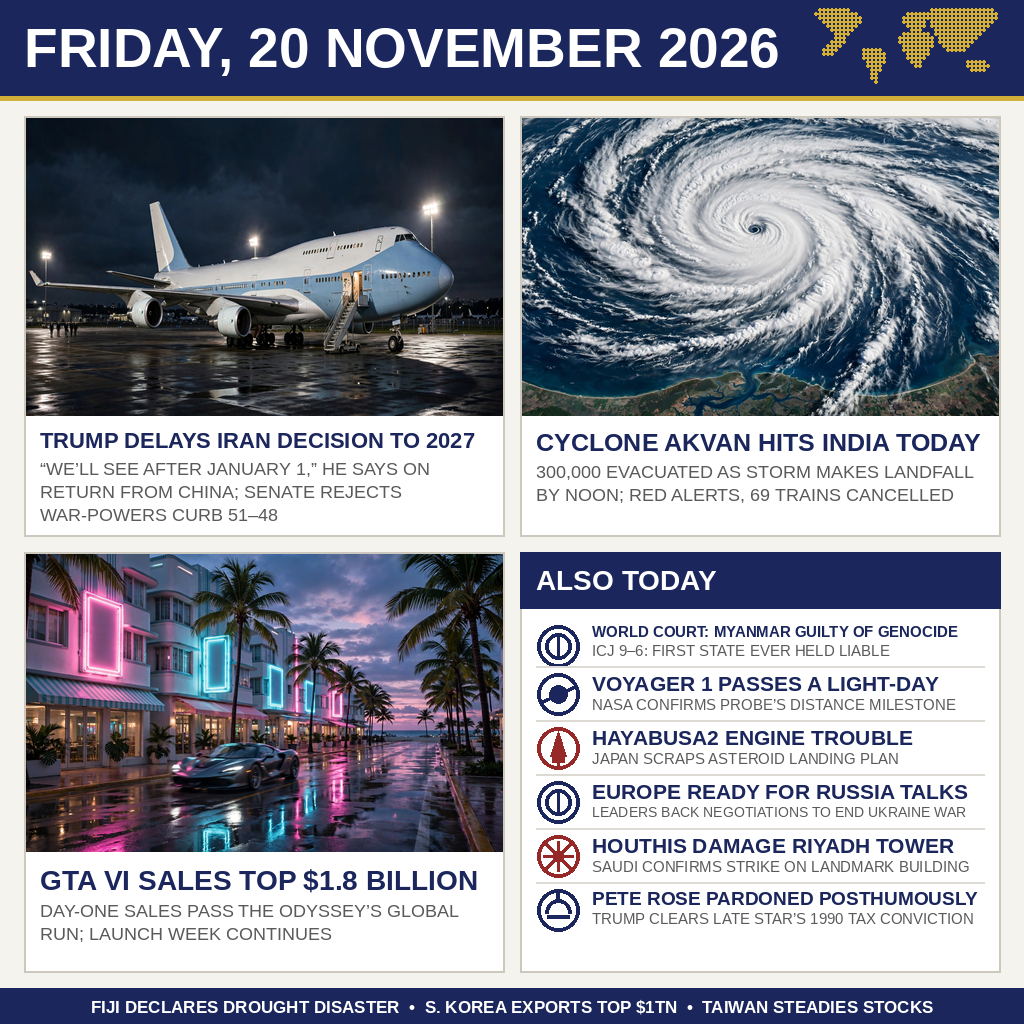 FRIDAY, 20 NOVEMBER 2026
TRUMP DELAYS IRAN DECISION TO 2027
“WE’LL SEE AFTER JANUARY 1,” HE SAYS ON
RETURN FROM CHINA; SENATE REJECTS
WAR-POWERS CURB 51–48
CYCLONE AKVAN HITS INDIA TODAY
300,000 EVACUATED AS STORM MAKES LANDFALL
BY NOON; RED ALERTS, 69 TRAINS CANCELLED
GTA VI SALES TOP $1.8 BILLION
DAY-ONE SALES PASS THE ODYSSEY’S GLOBAL
RUN; LAUNCH WEEK CONTINUES
ALSO TODAY
WORLD COURT: MYANMAR GUILTY OF GENOCIDE
ICJ 9–6: FIRST STATE EVER HELD LIABLE
VOYAGER 1 PASSES A LIGHT-DAY
NASA CONFIRMS PROBE’S DISTANCE MILESTONE
HAYABUSA2 ENGINE TROUBLE
JAPAN SCRAPS ASTEROID LANDING PLAN
EUROPE READY FOR RUSSIA TALKS
LEADERS BACK NEGOTIATIONS TO END UKRAINE WAR
HOUTHIS DAMAGE RIYADH TOWER
SAUDI CONFIRMS STRIKE ON LANDMARK BUILDING
PETE ROSE PARDONED POSTHUMOUSLY
TRUMP CLEARS LATE STAR’S 1990 TAX CONVICTION
FIJI DECLARES DROUGHT DISASTER • S. KOREA EXPORTS TOP $1TN • TAIWAN STEADIES STOCKS